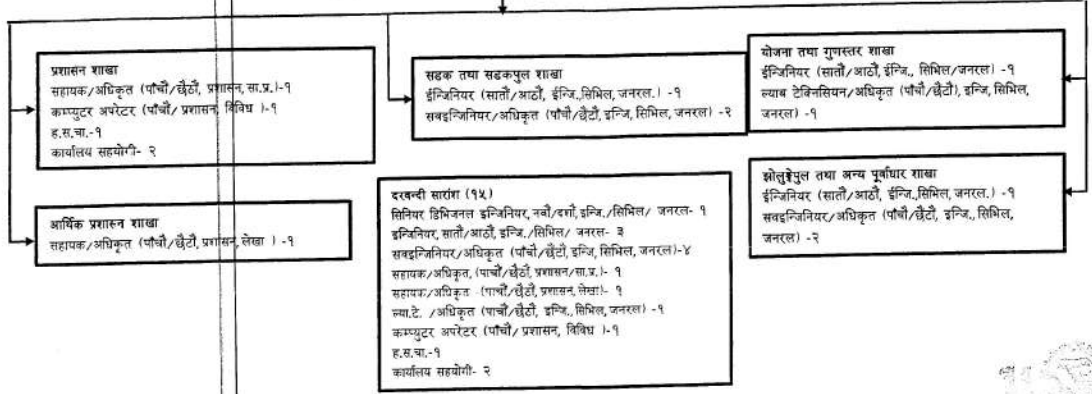 प्रशासन शाखा
सहायक/अधिकृत (पाँचौं/छैठौं, प्रशासन,सा.प्र.)-१
कम्प्युटर अपरेटर (पाँचौं/ प्रशासन, विविध )-१
ह.स.चा.-१
कार्यालय सहयोगी- २
आर्थिक प्रशासन शाखा
सहायक/अधिकृत (पाँचौं/छैटौं, प्रशासन, लेखा ) -१
सडक तथा सडकपुल शाखा
ईन्जिनियर (सातौं/आठौं, ईन्जि.,सिभिल, जनरल.) -१
सवइन्जिनियर/अधिकृत (पाँचौं/छैटौं, इन्जि, सिभिल, जनरल) -२
योजना तथा गुणस्तर शाखा
ईन्जिनियर (सातौं/आठौं, ईन्जि., सिभिल/जनरल) -१
ल्याब टेक्निसियन/अधिकृत (पाँचौं/छैटौं), इन्जि, सिभिल,
जनरल) -१
झोलुङ्गेपुल तथा अन्य पूर्वाधार शाखा
ईन्जिनियर (सातौं/आठौं, ईन्जि.,सिभिल, जनरल.) -१
सवइन्जिनियर/अधिकृत (पाँचौं/छैटौं, इन्जि., सिभिल,
जनरल) -२
दरवन्दी सारांश (१५)
सिनियर डिभिजनल इन्जिनियर, नवौं/दशौं, इन्जि./सिभिल/ जनरल- १
इन्जिनियर, सातौं/आठौं, इन्जि./सिभिल/ जनरल- ३
सवइन्जिनियर/अधिकृत (पाँचौं/छैटौं, इन्जि, सिभिल, जनरल)-४
सहायक/अधिकृत, (पाचौं/छैठौं, प्रशासन/सा.प्र.)- १
सहायक/अधिकृत (पाचौं/छैठौं, प्रशासन, लेखा)- १
ल्या.टे. /अधिकृत (पाचौं/छैठौं, इन्जि., सिभिल, जनरल) -१
कम्प्युटर अपरेटर (पाँचौं/ प्रशासन, विविध )-१
ह.स.चा.-१
कार्यालय सहयोगी- २